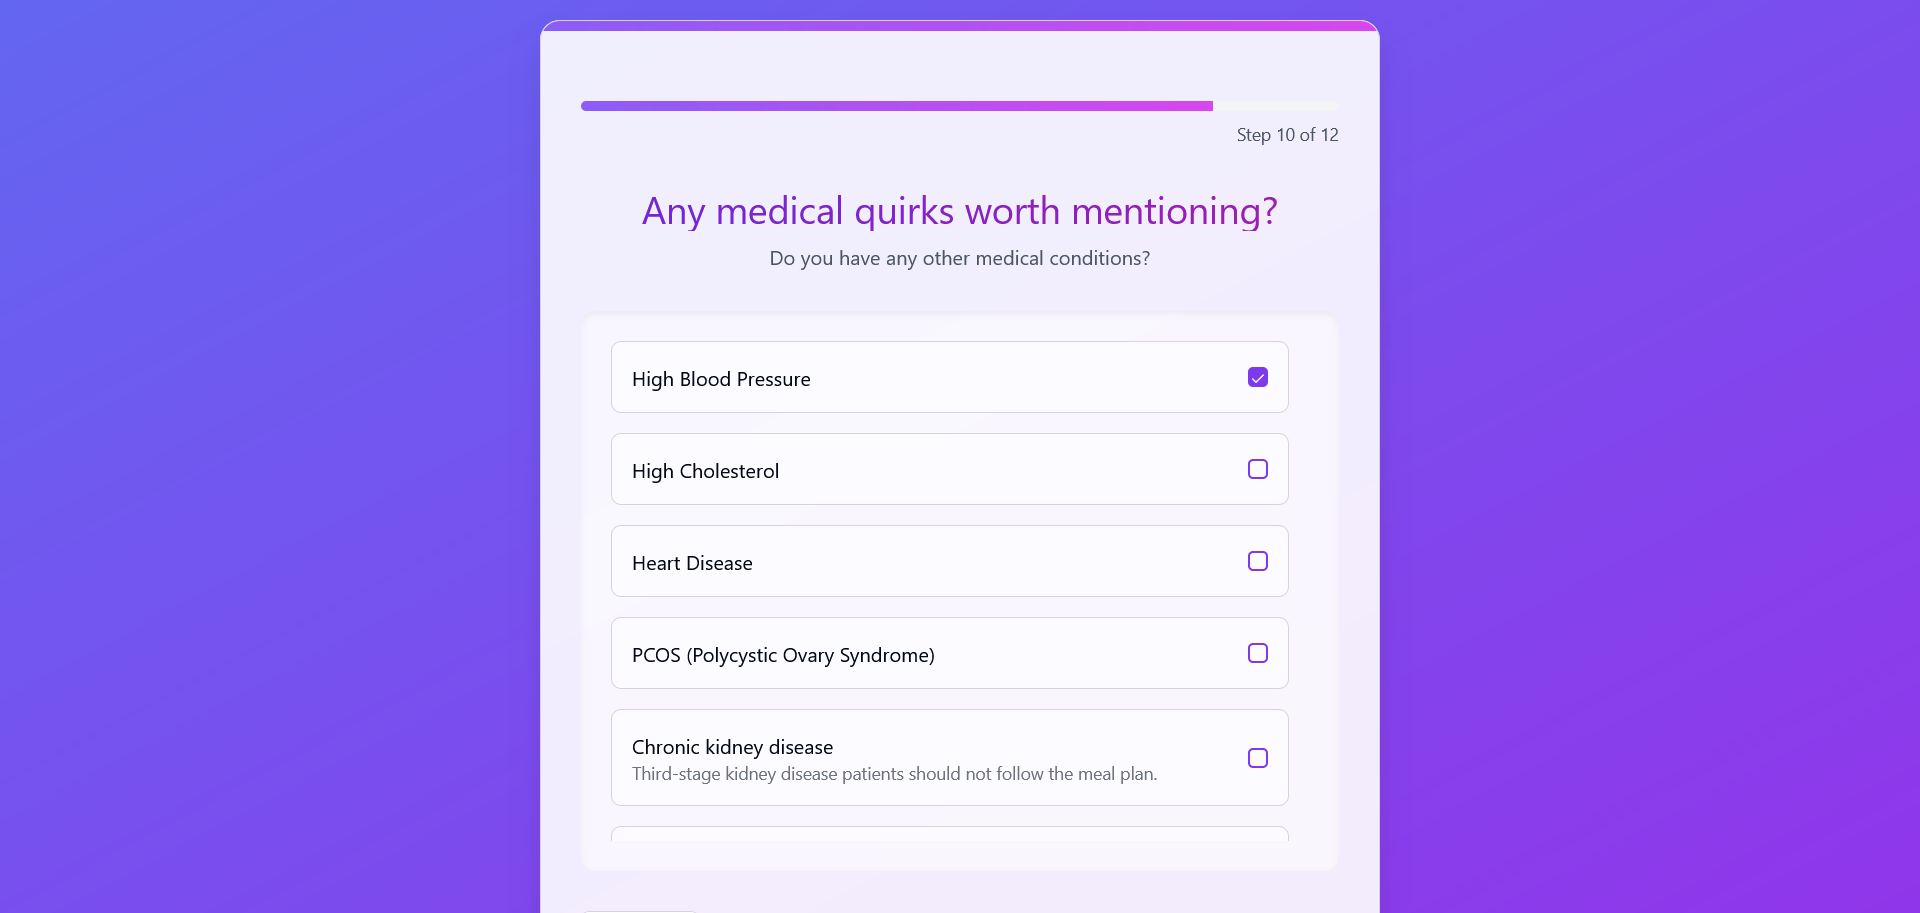 Step 10 of 12
Any medical quirks worth mentioning?
Do you have any other medical conditions?
High Blood Pressure
High Cholesterol
Heart Disease
PCOS (Polycystic Ovary Syndrome)
Chronic kidney disease
Third-stage kidney disease patients should not follow the meal plan.